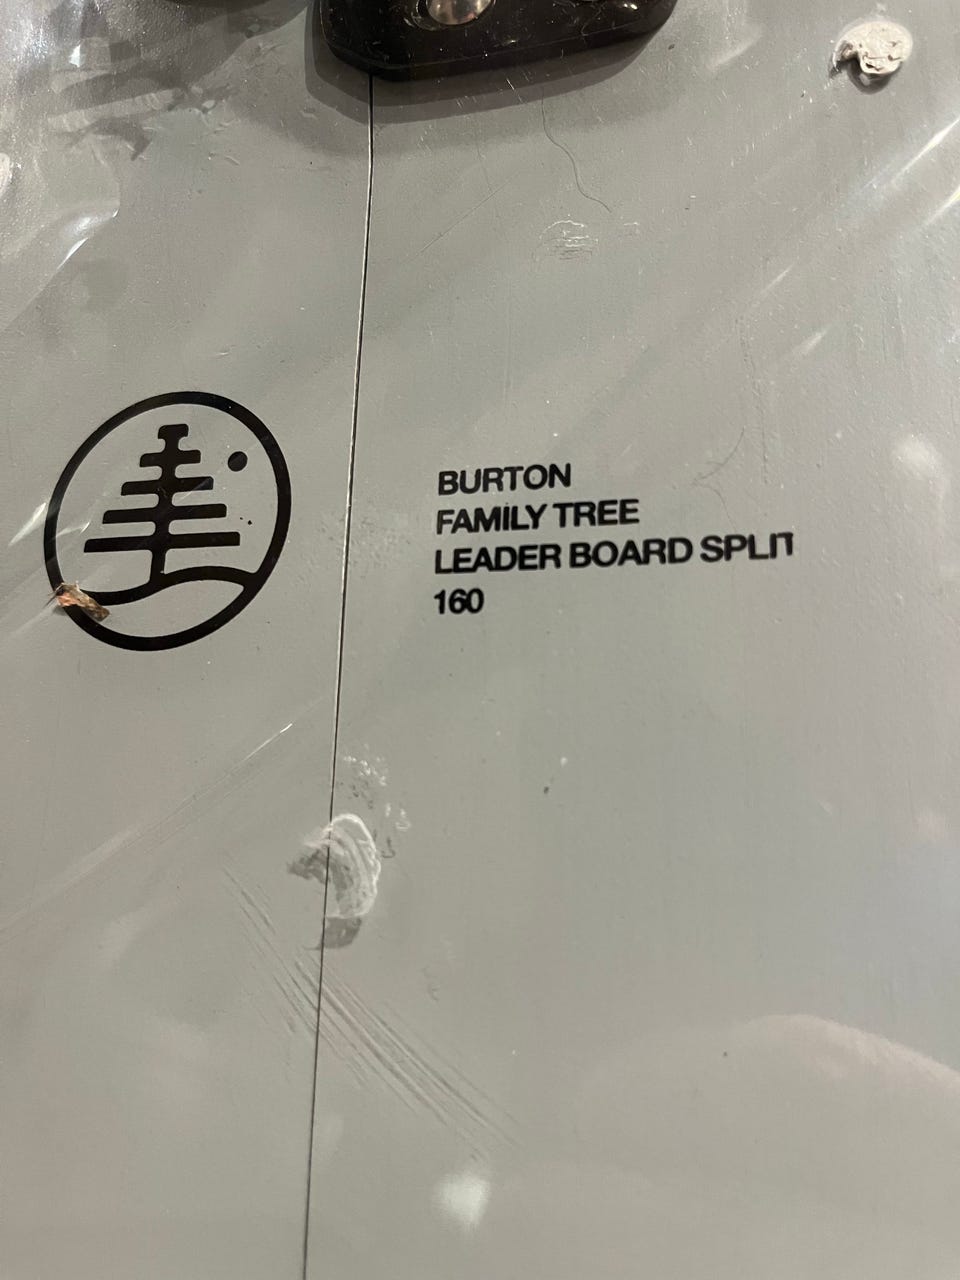 BURTON
FAMILY TREE
LEADER BOARD SPLIT
160